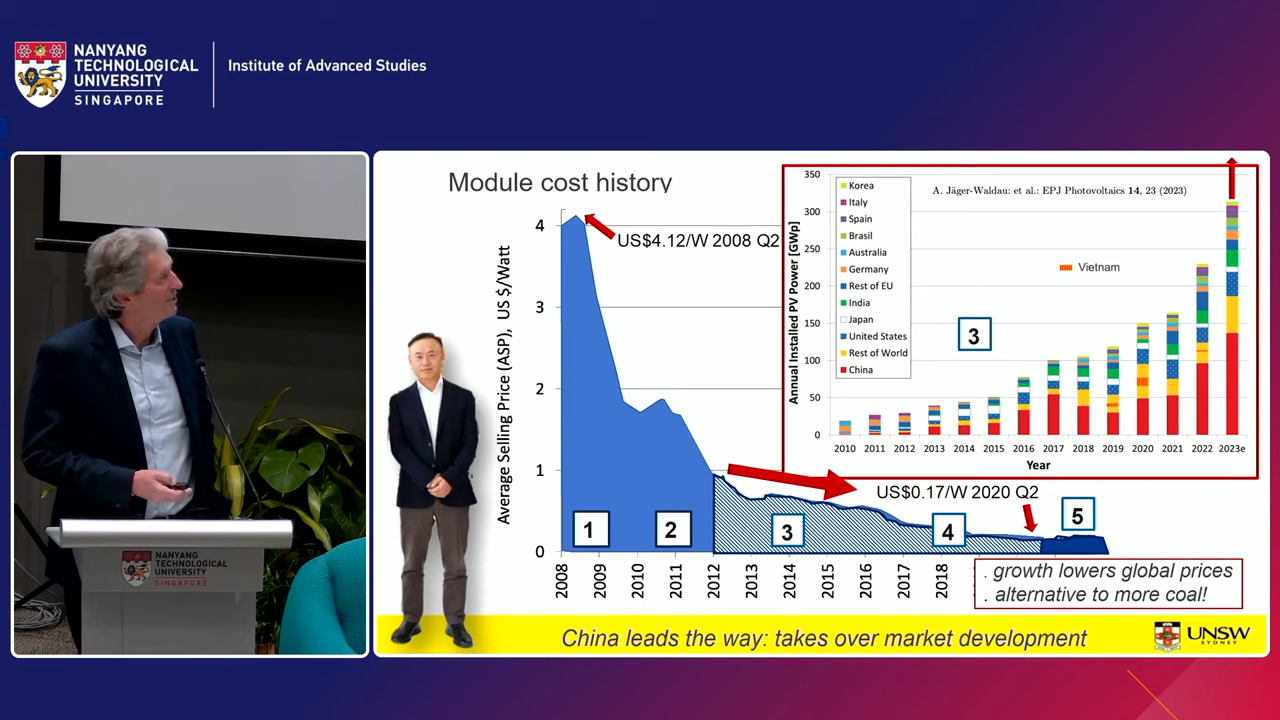 NANYANG
TECHNOLOGICAL
UNIVERSITY
SINGAPORE
Institute of Advanced Studies
NANYANG
TECHNOLOGICAL
UNIVERSITY
SINGAPORE
Module cost history
Average Selling Price (ASP), US $/Watt
4
3
2
1
0
US$4.12/W 2008 Q2
US$0.17/W 2020 Q2
1
2
3
4
5
2008
2009
2010
2011
2012
2013
2014
2015
2016
2017
2018
A. Jäger-Waldau: et al.: EPJ Photovoltaics 14, 23 (2023)
Annual Installed PV Power [GWp]
350
300
250
200
150
100
50
0
Korea
Italy
Spain
Brasil
Australia
Germany
Rest of EU
India
Japan
United States
Rest of World
China
Vietnam
3
2010 2011 2012 2013 2014 2015 2016 2017 2018 2019 2020 2021 2022 2023e
Year
. growth lowers global prices
. alternative to more coal!
China leads the way: takes over market development
UNSW
SYDNEY